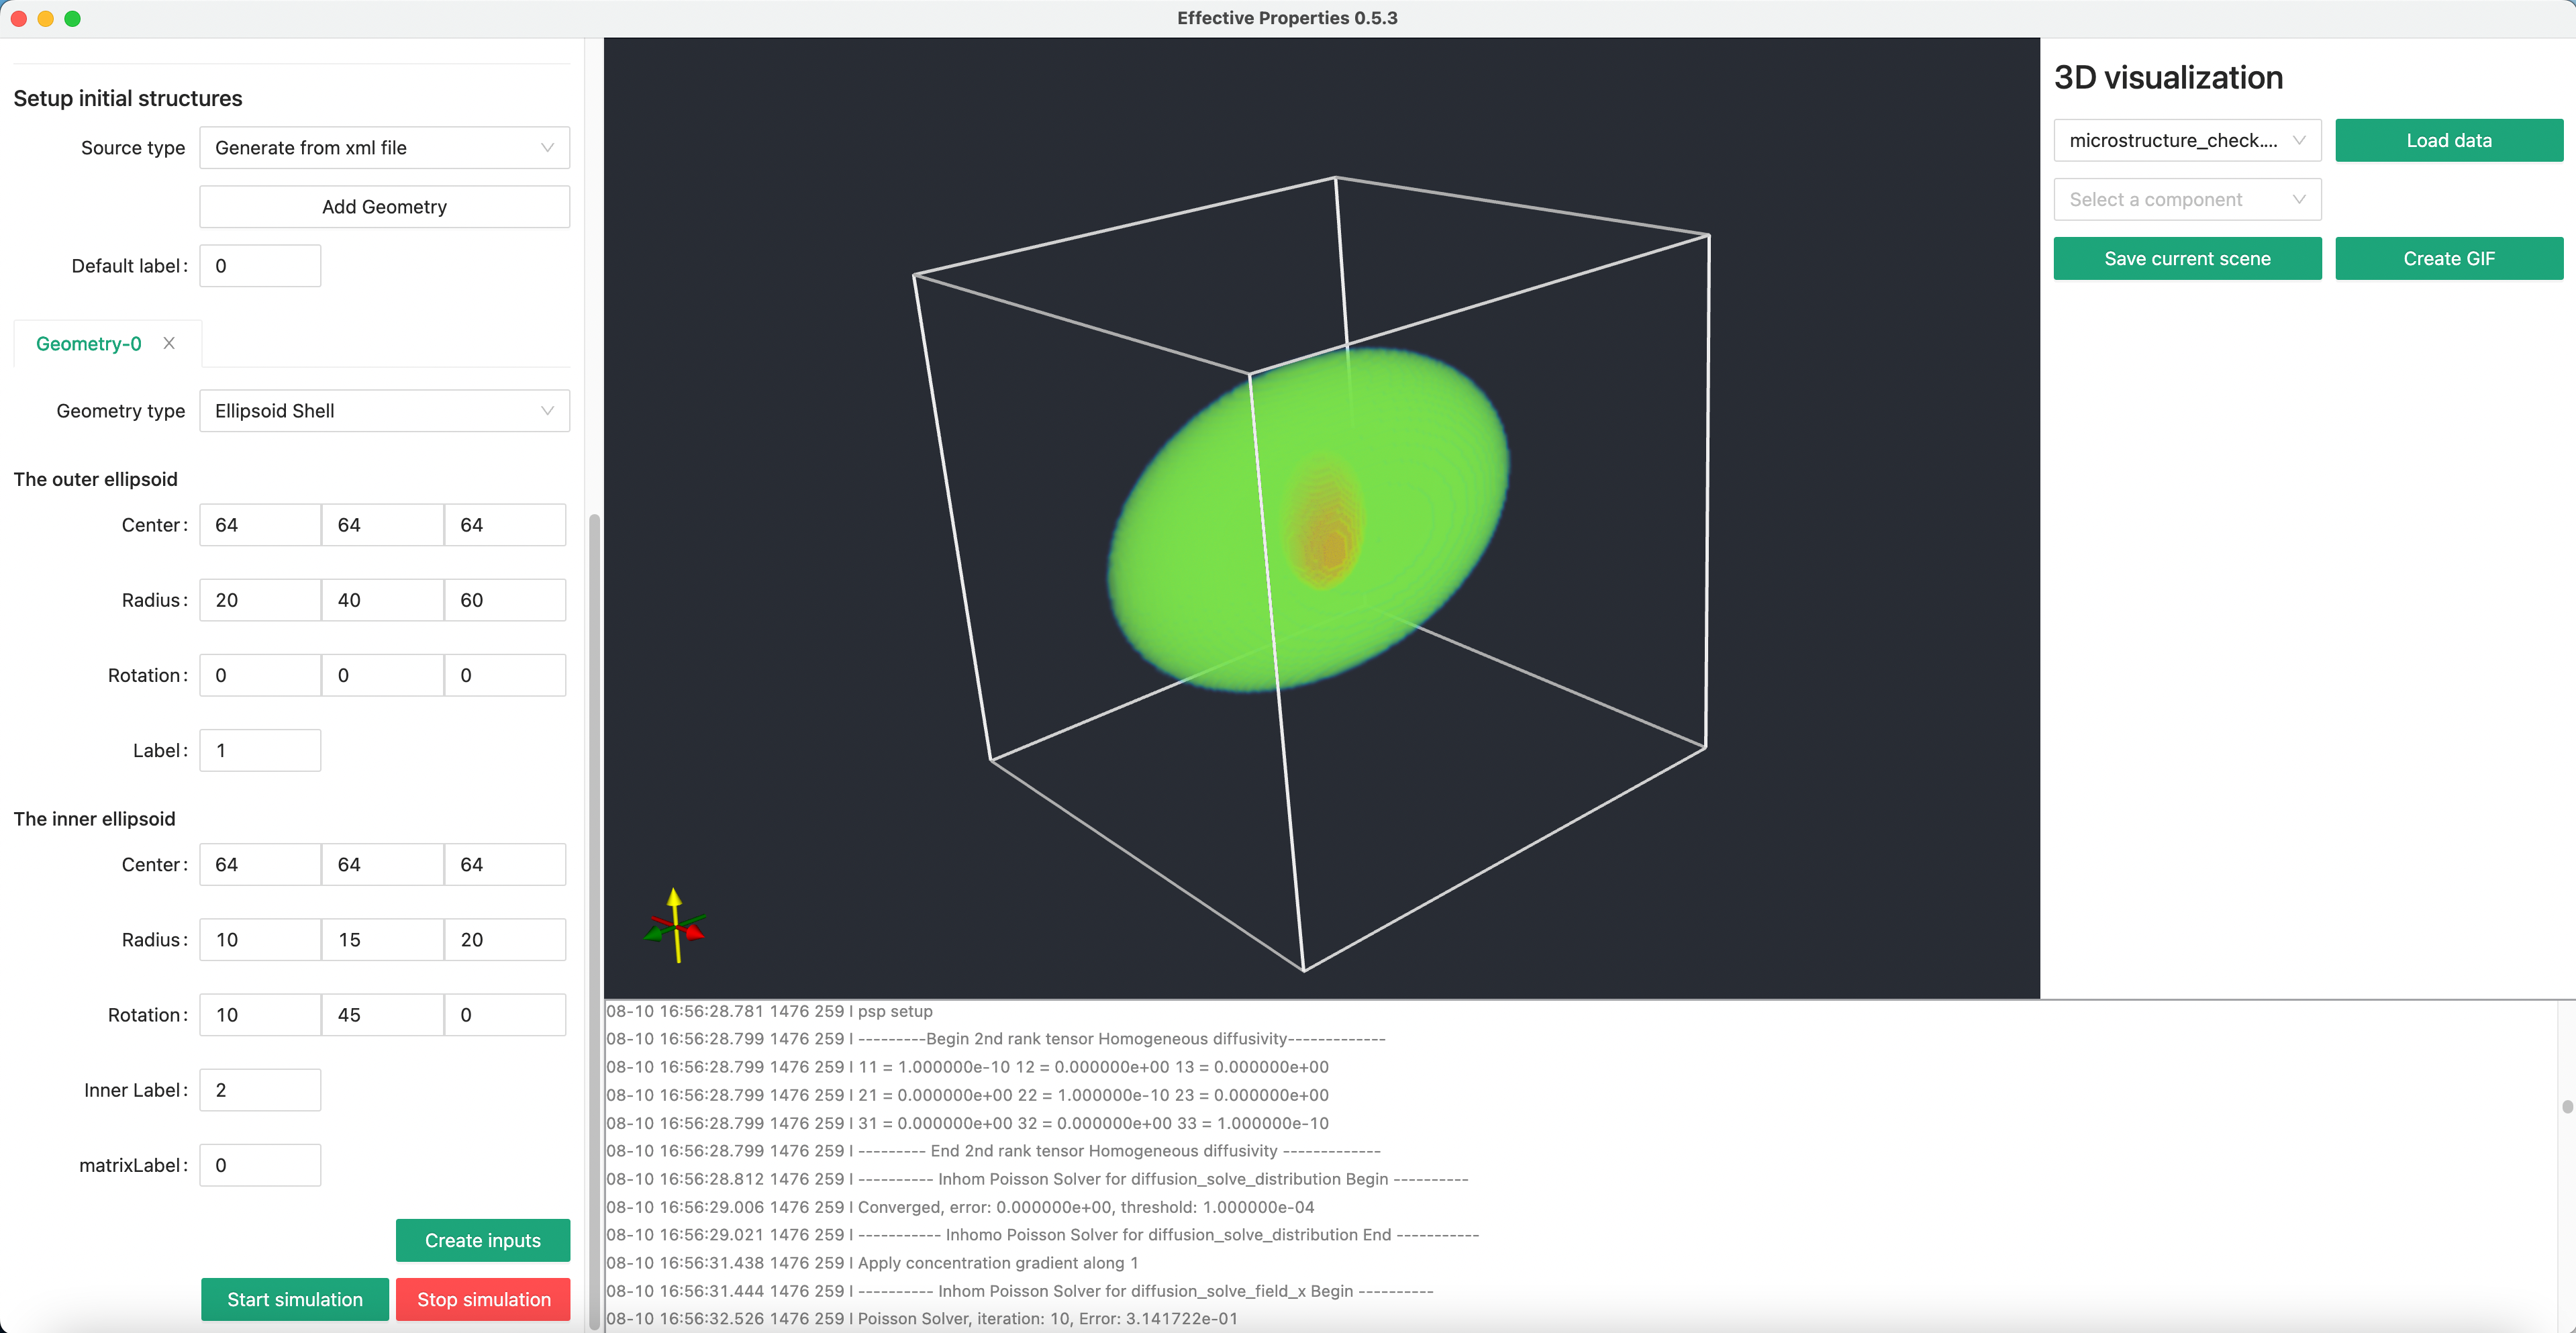 Effective Properties 0.5.3
Setup initial structures
Source type Generate from xml file
Add Geometry
Default label: 0
Geometry-0
Geometry type Ellipsoid Shell
The outer ellipsoid
Center: 64 64 64
Radius: 20 40 60
Rotation: 0 0 0
Label: 1
The inner ellipsoid
Center: 64 64 64
Radius: 10 15 20
Rotation: 10 45 0
Inner Label: 2
matrixLabel: 0
Create inputs
Start simulation Stop simulation
08-10 16:56:28.781 1476 259 I psp setup
08-10 16:56:28.799 1476 259 I ---------Begin 2nd rank tensor Homogeneous diffusivity-------------
08-10 16:56:28.799 1476 259 I 11 = 1.000000e-10 12 = 0.000000e+00 13 = 0.000000e+00
08-10 16:56:28.799 1476 259 I 21 = 0.000000e+00 22 = 1.000000e-10 23 = 0.000000e+00
08-10 16:56:28.799 1476 259 I 31 = 0.000000e+00 32 = 0.000000e+00 33 = 1.000000e-10
08-10 16:56:28.799 1476 259 I --------- End 2nd rank tensor Homogeneous diffusivity -------------
08-10 16:56:28.812 1476 259 I ---------- Inhom Poisson Solver for diffusion_solve_distribution Begin ----------
08-10 16:56:29.006 1476 259 I Converged, error: 0.000000e+00, threshold: 1.000000e-04
08-10 16:56:29.021 1476 259 I ----------- Inhomo Poisson Solver for diffusion_solve_distribution End -----------
08-10 16:56:31.438 1476 259 I Apply concentration gradient along 1
08-10 16:56:31.444 1476 259 I ---------- Inhom Poisson Solver for diffusion_solve_field_x Begin ----------
08-10 16:56:32.526 1476 259 I Poisson Solver, iteration: 10, Error: 3.141722e-01
3D visualization
microstructure_check.... Load data
Select a component
Save current scene Create GIF